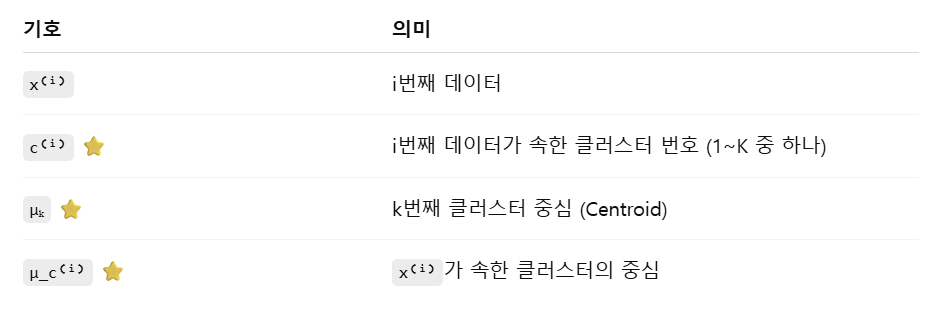 기호 의미
x⁽ⁱ⁾ i번째 데이터
c⁽ⁱ⁾ ⭐ i번째 데이터가 속한 클러스터 번호 (1~K 중 하나)
μₖ ⭐ k번째 클러스터 중심 (Centroid)
μ_c⁽ⁱ⁾ ⭐ x⁽ⁱ⁾가 속한 클러스터의 중심